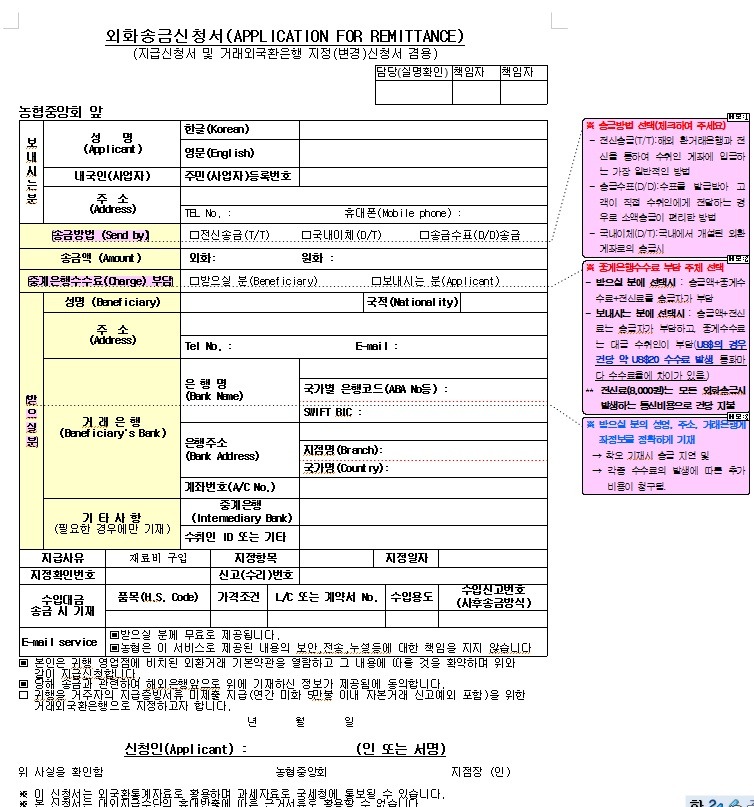 외화송금신청서(APPLICATION FOR REMITTANCE)
(지급신청서 및 거래외국환은행 지정(변경)신청서 겸용)
담당(실명확인) 책임자 책임자
농협중앙회 앞
보내시는분
성 명
(Applicant)
한글(Korean)
영문(English)
내국인(사업자)
주민(사업자)등록번호
주 소
(Address)
TEL No. : 휴대폰(Mobile phone) :
송금방법 (Send by)
□전신송금(T/T) □국내이체(D/T) □송금수표(D/D)송금
송금액 (Amount)
외화: 원화 :
중계은행수수료(Charge) 부담
□받으실 분(Beneficiary) □보내시는 분(Applicant)
받으실분
성명 (Beneficiary)
국적(Nationality)
주 소
(Address)
Tel No. : E-mail :
거 래 은 행
(Beneficiary's Bank)
은 행 명
(Bank Name)
국가별 은행코드(ABA No등) :
SWIFT BIC :
은행주소
(Bank Address)
지점명(Branch):
국가명(Country):
계좌번호(A/C No.)
기 타 사 항
(필요한 경우에만 기재)
중계은행
(Intermediary Bank)
수취인 ID 또는 기타
지급사유 재료비 구입 지정항목 지정일자
지정확인번호 신고(수리)번호
수입대금
송금 시 기재
품목(H.S. Code) 가격조건 L/C 또는 계약서 No. 수입용도
수입신고번호
(사후송금방식)
E-mail service
▣받으실 분께 무료로 제공됩니다.
▣농협은 이 서비스로 제공된 내용의 보안,전송,누설등에 대한 책임을 지지 않습니다
▣ 본인은 귀행 영업점에 비치된 외환거래 기본약관을 열람하고 그 내용에 따를 것을 확약하며 위와
같이 지급신청합니다.
▣ 당해 송금과 관련하여 해외은행앞으로 위에 기재하신 정보가 제공됨에 동의합니다.
□ 귀행을 거주자의 지급증빙서류 미제출 지급(연간 미화 5만불 이내 자본거래 신고예외 포함)을 위한
거래외국환은행으로 지정하고자 합니다.
년 월 일
신청인(Applicant) : (인 또는 서명)
위 사실을 확인함 농협중앙회 지점장 (인)
※ 이 신청서는 외국환통계자료로 활용하며 과세자료로 국세청에 통보될 수 있습니다.
메모:1
※ 송금방법 선택(체크하여 주세요)
- 전신송금(T/T):해외 환거래은행과 전
신을 통하여 수취인 계좌에 입금하
는 가장 일반적인 방법
- 송금수표(D/D):수표를 발급받아 고
객이 직접 수취인에게 전달하는 경
우로 소액송금이 편리한 방법
- 국내이체(D/T):국내에서 개설된 외환
계좌로의 송금시
메모:2
※ 중계은행수수료 부담 주체 선택
- 받으실 분에 선택시 : 송금액+중계수
수료+전신료를 송금자가 부담
- 보내시는 분에 선택시 : 송금액+전신
료는 송금자가 부담하고, 중계수수료
는 대금 수취인이 부담(US$의 경우
건당 약 US$20 수수료 발생, 통화마
다 수수료율에 차이가 있음.)
** 전신료(8,000원)는 모든 외화송금시
발생하는 통신비용으로 건당 지불
메모:3
※ 받으실 분의 성명, 주소, 거래은행계
좌정보를 정확하게 기재
→ 착오 기재시 송금 지연 및
→ 각종 수수료의 발생에 따른 추가
비용이 청구됨.